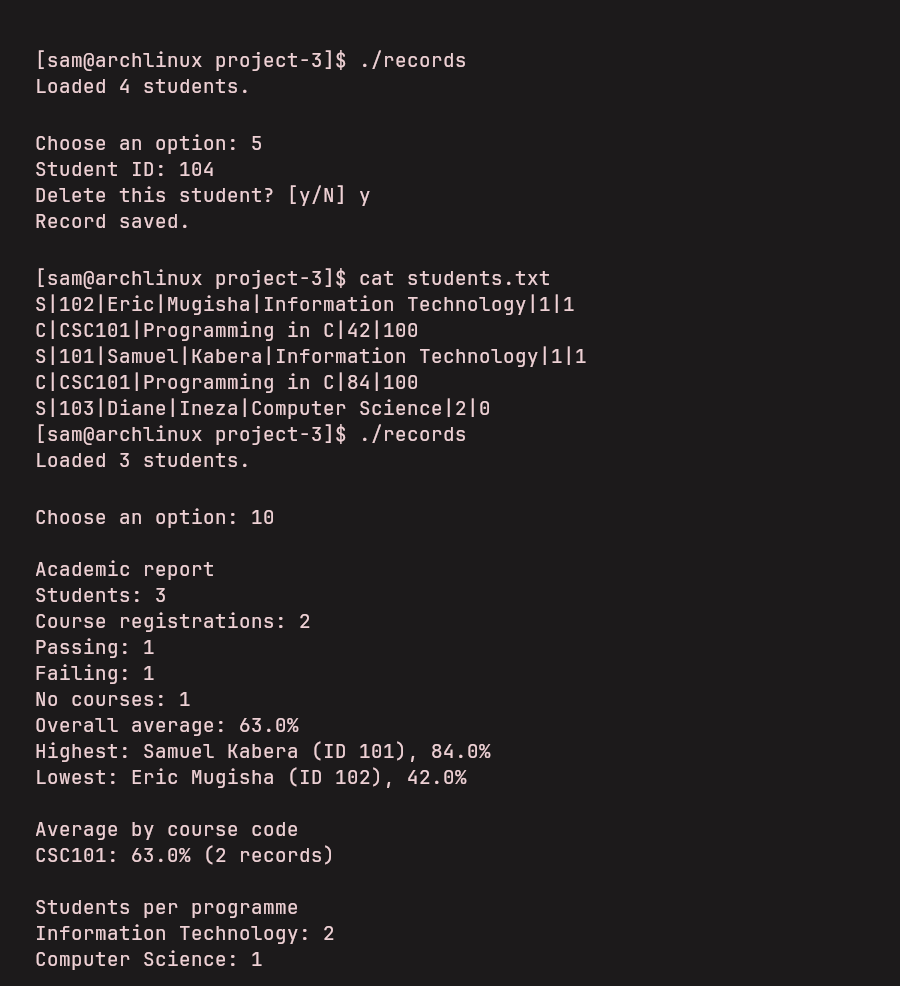 [sam@archlinux project-3]$ ./records
Loaded 4 students.
Choose an option: 5
Student ID: 104
Delete this student? [y/N] y
Record saved.
[sam@archlinux project-3]$ cat students.txt
S|102|Eric|Mugisha|Information Technology|1|1
C|CSC101|Programming in C|42|100
S|101|Samuel|Kabera|Information Technology|1|1
C|CSC101|Programming in C|84|100
S|103|Diane|Ineza|Computer Science|2|0
[sam@archlinux project-3]$ ./records
Loaded 3 students.
Choose an option: 10
Academic report
Students: 3
Course registrations: 2
Passing: 1
Failing: 1
No courses: 1
Overall average: 63.0%
Highest: Samuel Kabera (ID 101), 84.0%
Lowest: Eric Mugisha (ID 102), 42.0%
Average by course code
CSC101: 63.0% (2 records)
Students per programme
Information Technology: 2
Computer Science: 1